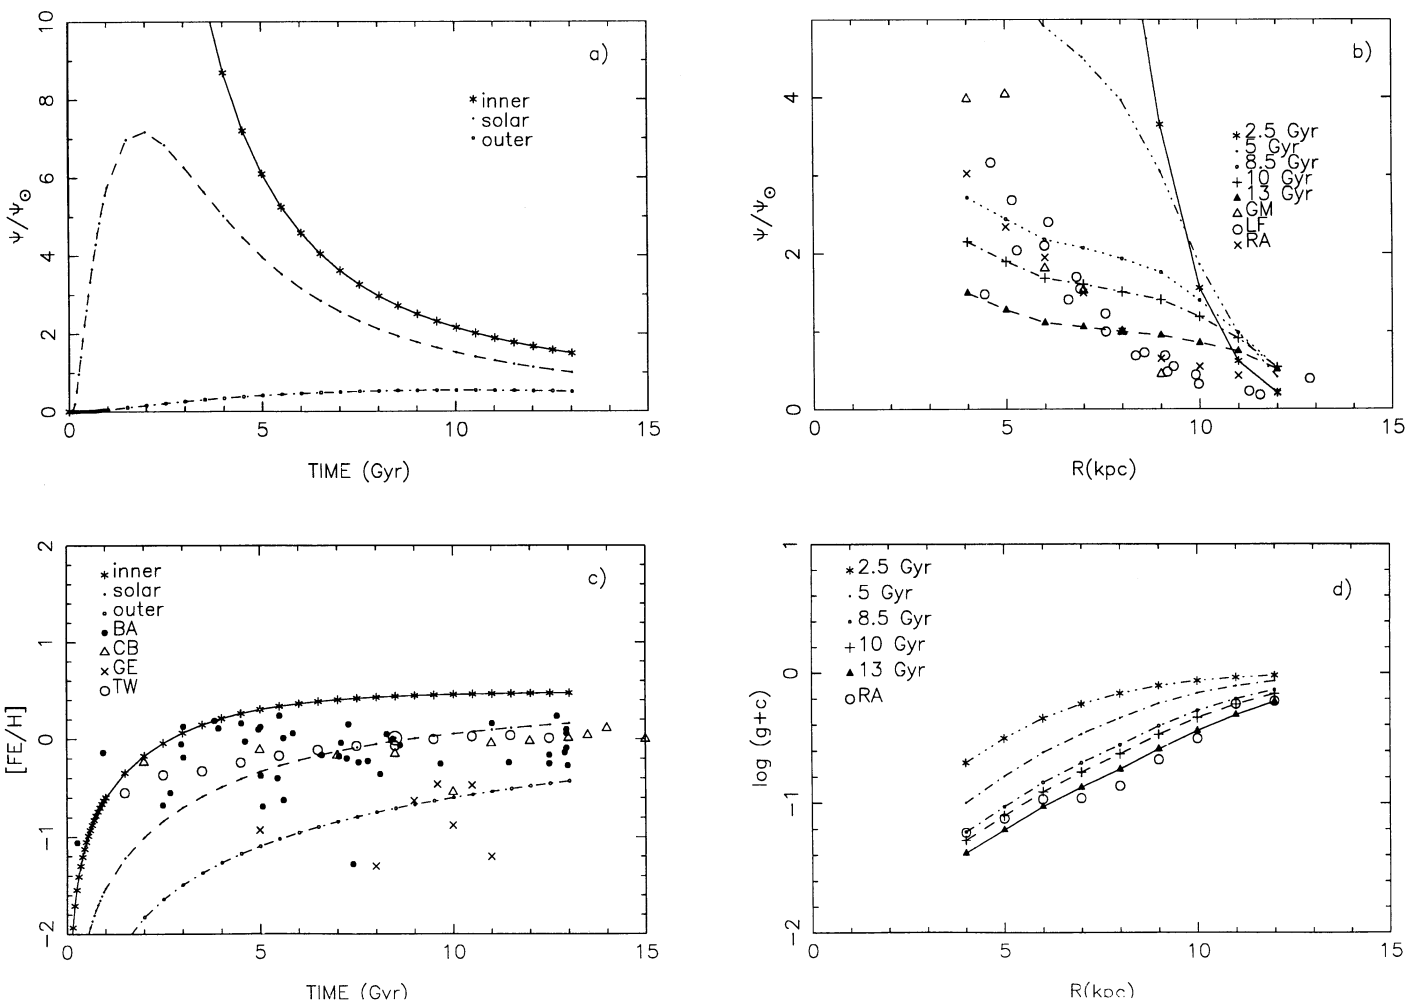 a)
10
8
6
4
2
0
ψ/ψ⊙
* inner
solar
outer
0 5 10 15
TIME (Gyr)
b)
4
2
0
ψ/ψ⊙
2.5 Gyr
5 Gyr
8.5 Gyr
10 Gyr
13 Gyr
GM
LF
RA
0 5 10 15
R(kpc)
c)
2
1
0
−1
−2
[FE/H]
inner
solar
outer
BA
CB
GE
TW
0 5 10 15
TIME (Gyr)
d)
1
0
−1
−2
log (g+c)
2.5 Gyr
5 Gyr
8.5 Gyr
10 Gyr
13 Gyr
RA
0 5 10 15
R(kpc)